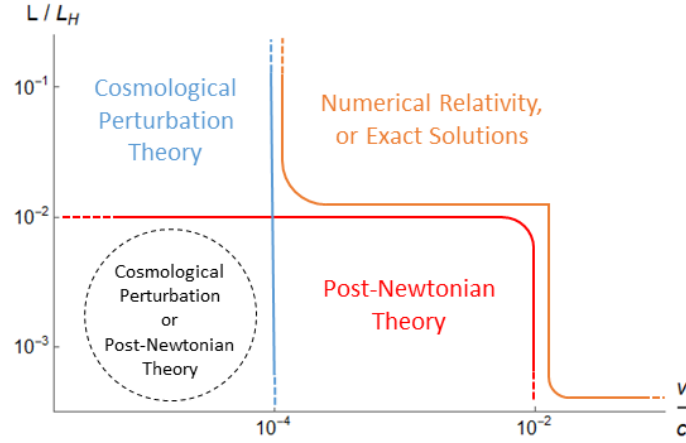 L / L_H
10^-1
Cosmological
Perturbation
Theory
Numerical Relativity,
or Exact Solutions
10^-2
Cosmological
Perturbation
or
Post-Newtonian
Theory
Post-Newtonian
Theory
10^-3
10^-4
10^-2
v
c